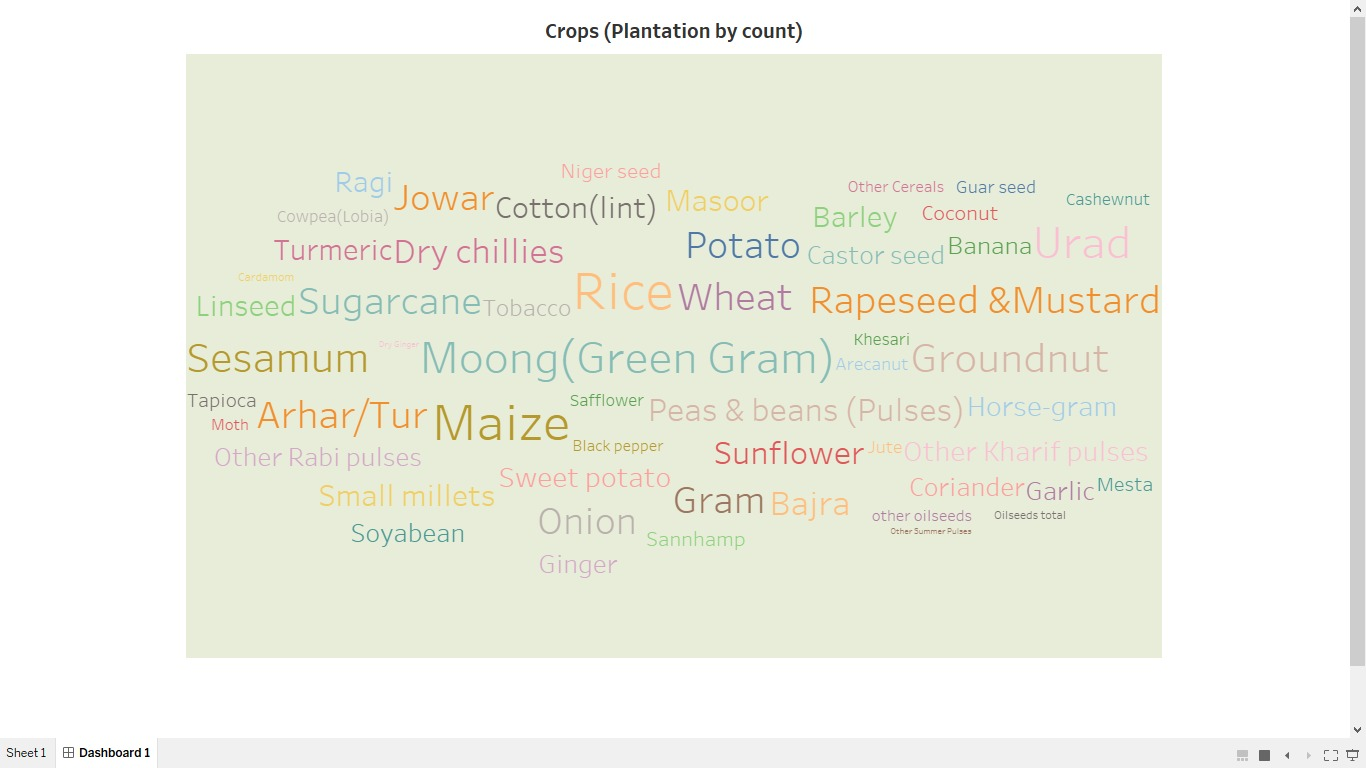 Crops (Plantation by count)
Niger seed
Ragi
Jowar
Cotton(lint)
Masoor
Other Cereals
Guar seed
Cashewnut
Cowpea(Lobia)
Barley
Coconut
Turmeric
Dry chillies
Potato
Castor seed
Banana
Urad
Cardamom
Linseed
Sugarcane
Tobacco
Rice
Wheat
Rapeseed &Mustard
Sesamum
Dry Ginger
Moong(Green Gram)
Khesari
Arecanut
Groundnut
Tapioca
Moth
Arhar/Tur
Maize
Safflower
Peas & beans (Pulses)
Horse-gram
Black pepper
Other Rabi pulses
Sunflower
Jute
Other Kharif pulses
Sweet potato
Small millets
Gram
Bajra
Coriander
Garlic
Mesta
Onion
other oilseeds
Oilseeds total
Other Summer Pulses
Soyabean
Sannhamp
Ginger
Sheet 1
Dashboard 1